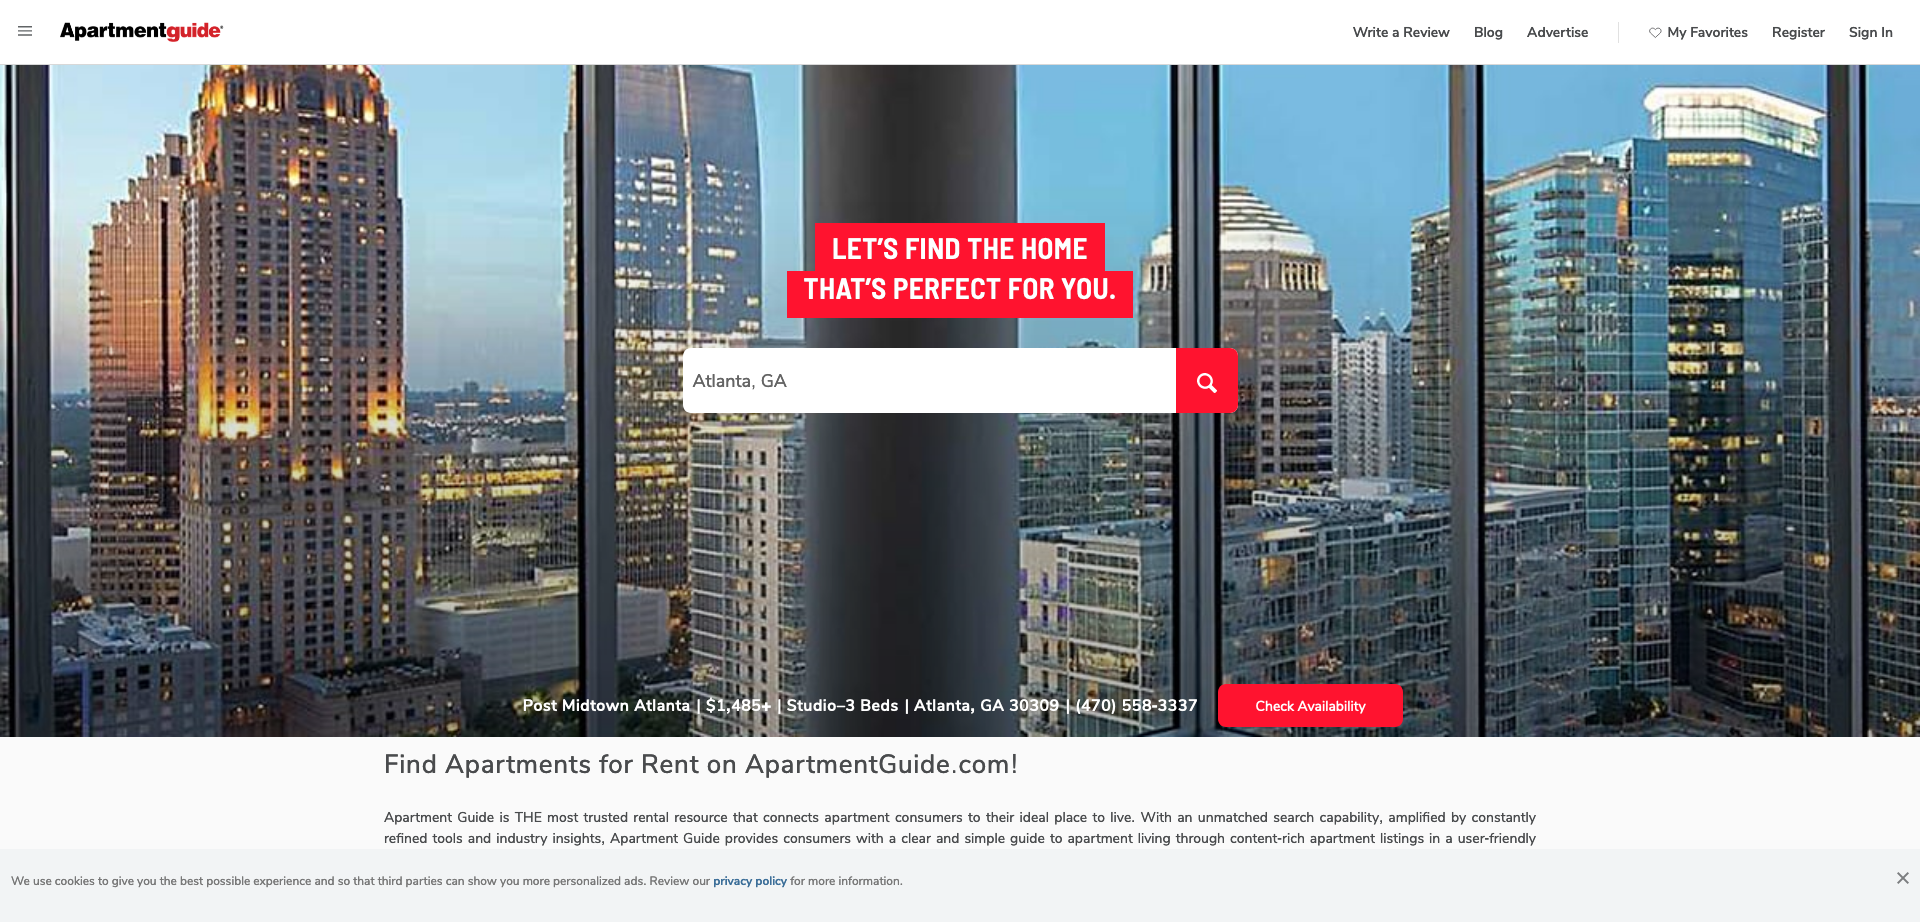 Apartmentguide
Write a Review
Blog
Advertise
My Favorites
Register
Sign In
LET'S FIND THE HOME
THAT'S PERFECT FOR YOU.
Atlanta, GA
Post Midtown Atlanta | $1,485+ | Studio–3 Beds | Atlanta, GA 30309 | (470) 558-3337
Check Availability
Find Apartments for Rent on ApartmentGuide.com!
Apartment Guide is THE most trusted rental resource that connects apartment consumers to their ideal place to live. With an unmatched search capability, amplified by constantly
refined tools and industry insights, Apartment Guide provides consumers with a clear and simple guide to apartment living through content-rich apartment listings in a user-friendly
We use cookies to give you the best possible experience and so that third parties can show you more personalized ads. Review our privacy policy for more information.